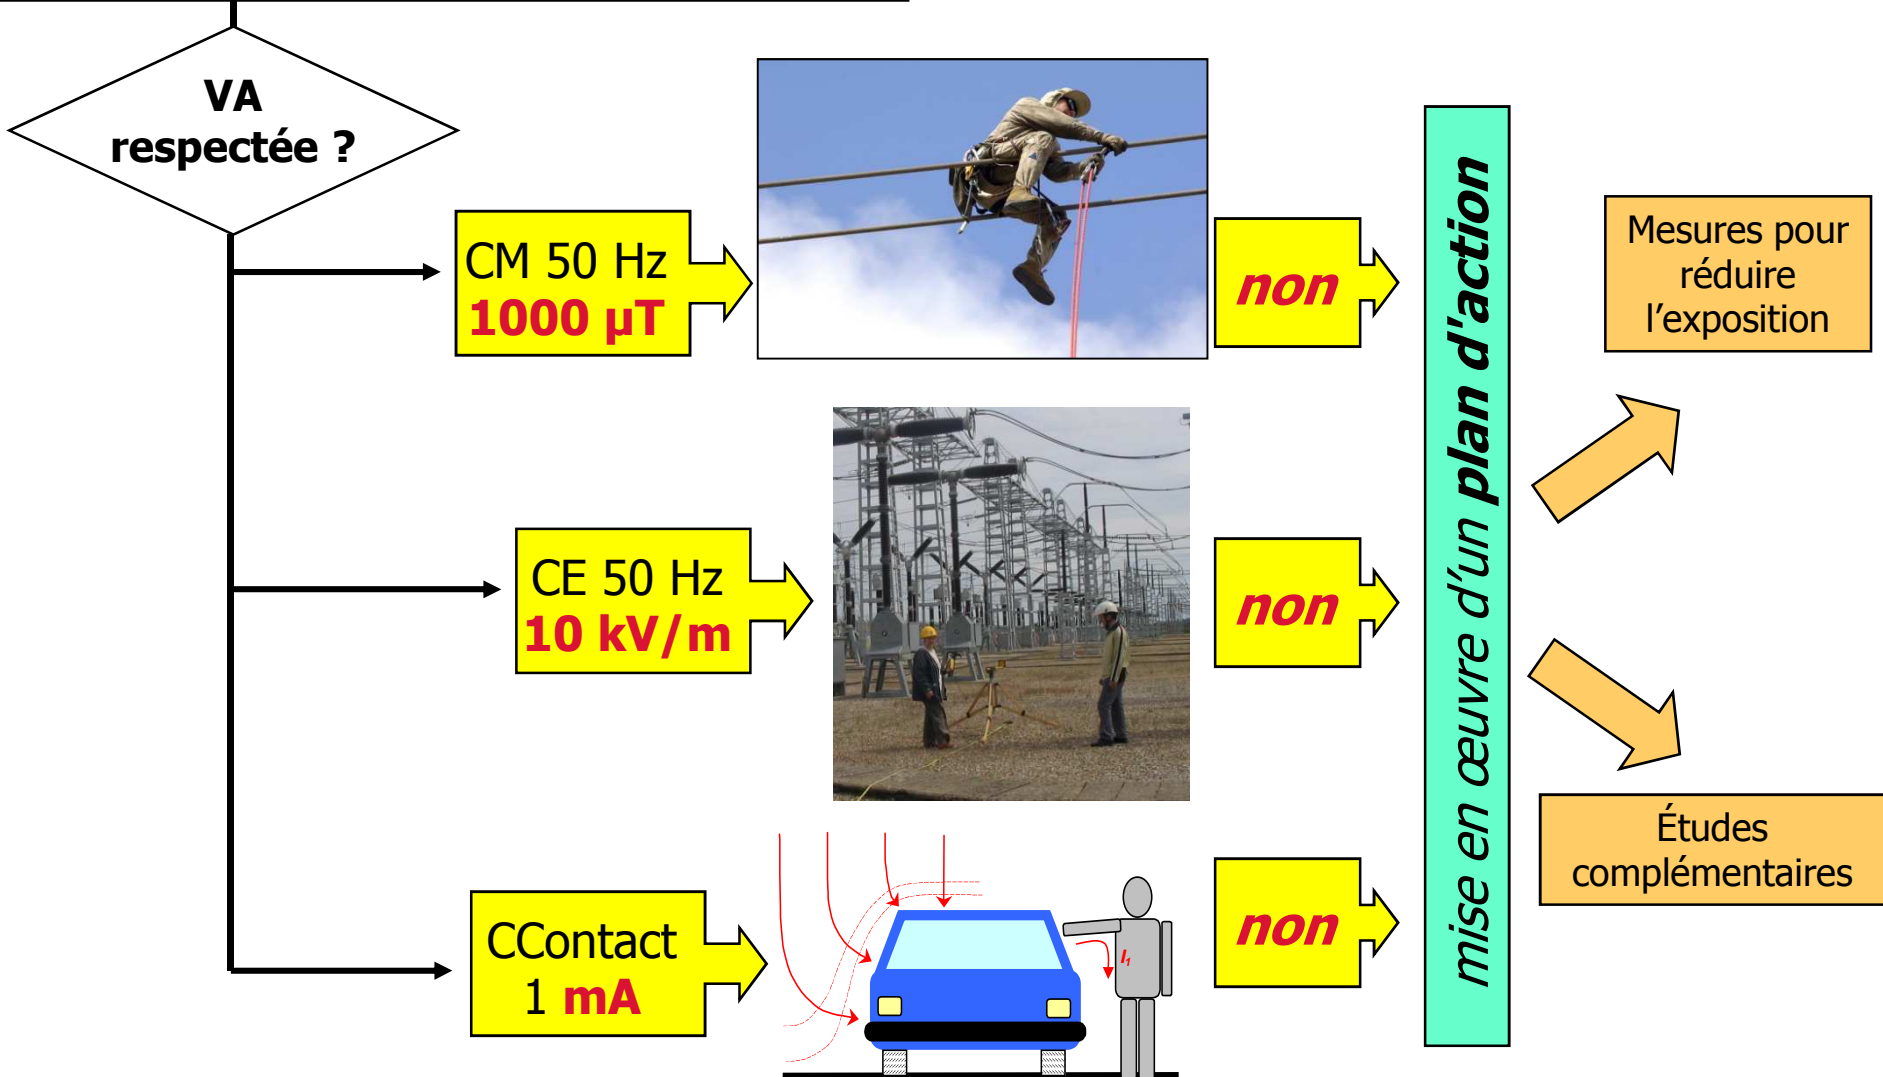 VA
respectée ?
CM 50 Hz
1000 µT
non
CE 50 Hz
10 kV/m
non
CContact
1 mA
I1
non
mise en œuvre d'un plan d'action
Mesures pour
réduire
l’exposition
Études
complémentaires